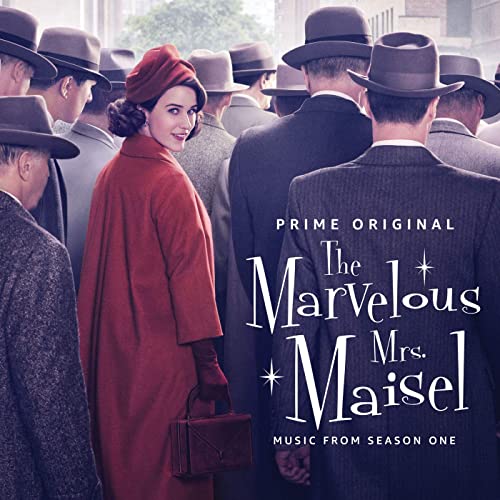 PRIME ORIGINAL
The
Marvelous
Mrs.
Maisel
MUSIC FROM SEASON ONE